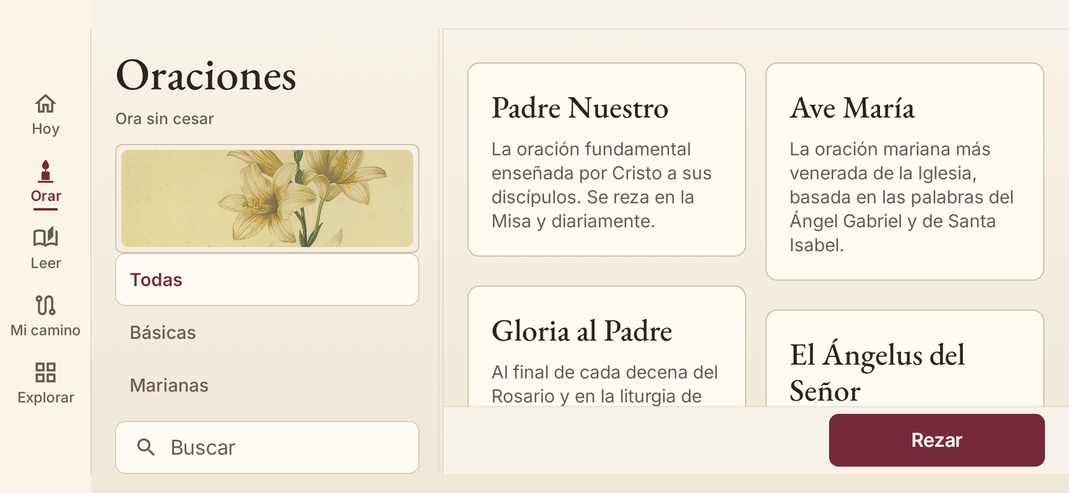 Hoy
Orar
Leer
Mi camino
Explorar
Oraciones
Ora sin cesar
Todas
Básicas
Marianas
Buscar
Padre Nuestro
La oración fundamental
enseñada por Cristo a sus
discípulos. Se reza en la
Misa y diariamente.
Gloria al Padre
Al final de cada decena del
Rosario y en la liturgia de
Ave María
La oración mariana más
venerada de la Iglesia,
basada en las palabras del
Ángel Gabriel y de Santa
Isabel.
El Ángelus del
Señor
Rezar